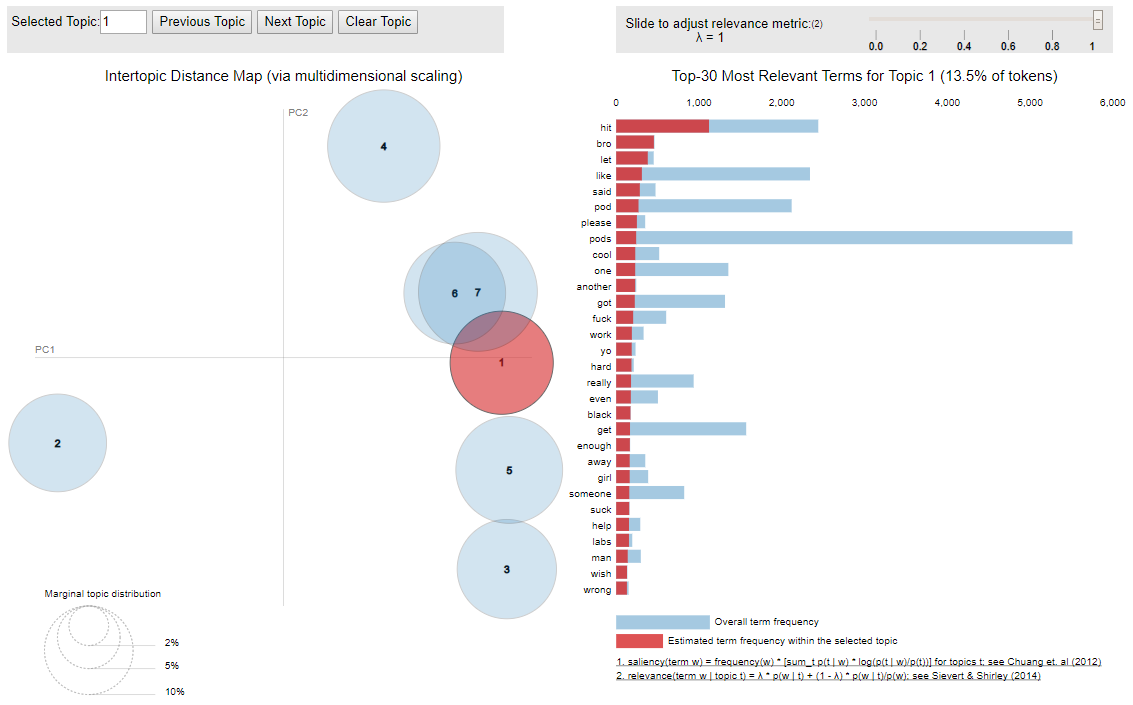 Selected Topic: 1 Previous Topic Next Topic Clear Topic
Slide to adjust relevance metric:(2)
λ = 1
0.0 0.2 0.4 0.6 0.8 1
Intertopic Distance Map (via multidimensional scaling)
PC2
PC1
4
6 7
1
2
5
3
Marginal topic distribution
2%
5%
10%
Top-30 Most Relevant Terms for Topic 1 (13.5% of tokens)
0 1,000 2,000 3,000 4,000 5,000 6,000
hit
bro
let
like
said
pod
please
pods
cool
one
another
got
fuck
work
yo
hard
really
even
black
get
enough
away
girl
someone
suck
help
labs
man
wish
wrong
Overall term frequency
Estimated term frequency within the selected topic
1. saliency(term w) = frequency(w) * [sum_t p(t | w) * log(p(t | w)/p(t))] for topics t; see Chuang et. al (2012)
2. relevance(term w | topic t) = λ * p(w | t) + (1 - λ) * p(w | t)/p(w); see Sievert & Shirley (2014)